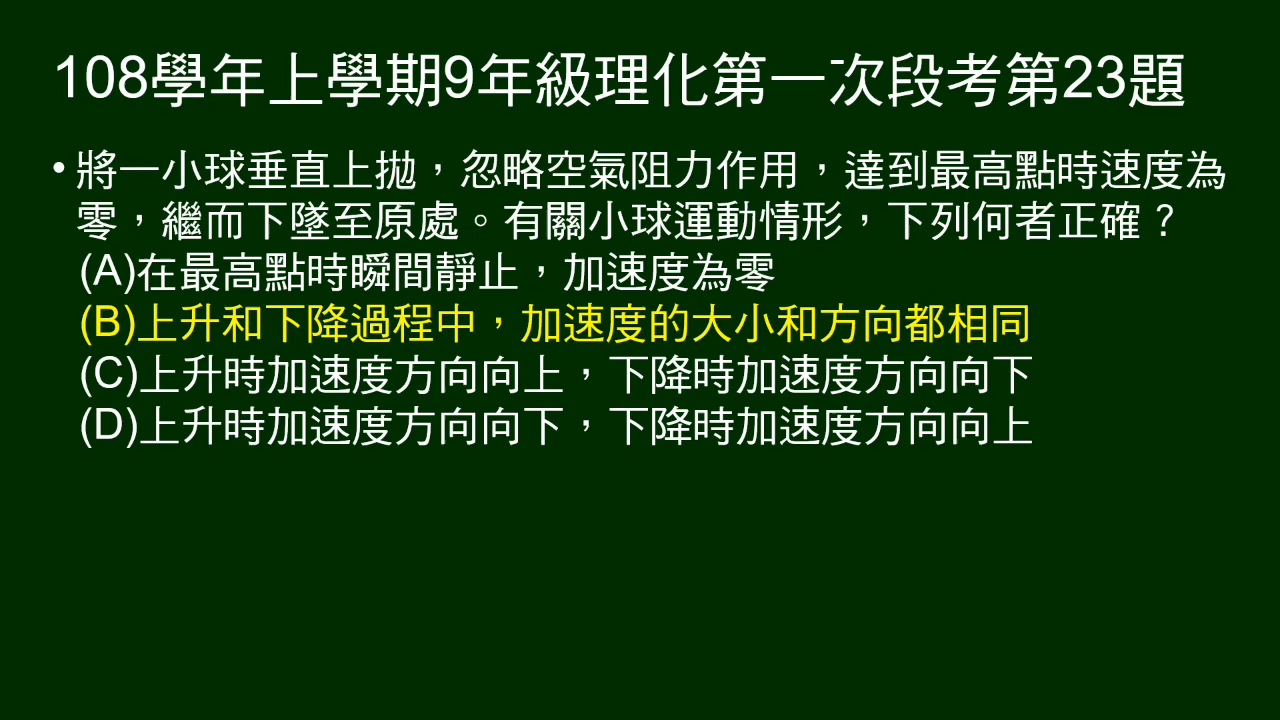 108學年上學期9年級理化第一次段考第23題
• 將一小球垂直上拋，忽略空氣阻力作用，達到最高點時速度為
零，繼而下墜至原處。有關小球運動情形，下列何者正確？
(A)在最高點時瞬間靜止，加速度為零
(B)上升和下降過程中，加速度的大小和方向都相同
(C)上升時加速度方向向上，下降時加速度方向向下
(D)上升時加速度方向向下，下降時加速度方向向上